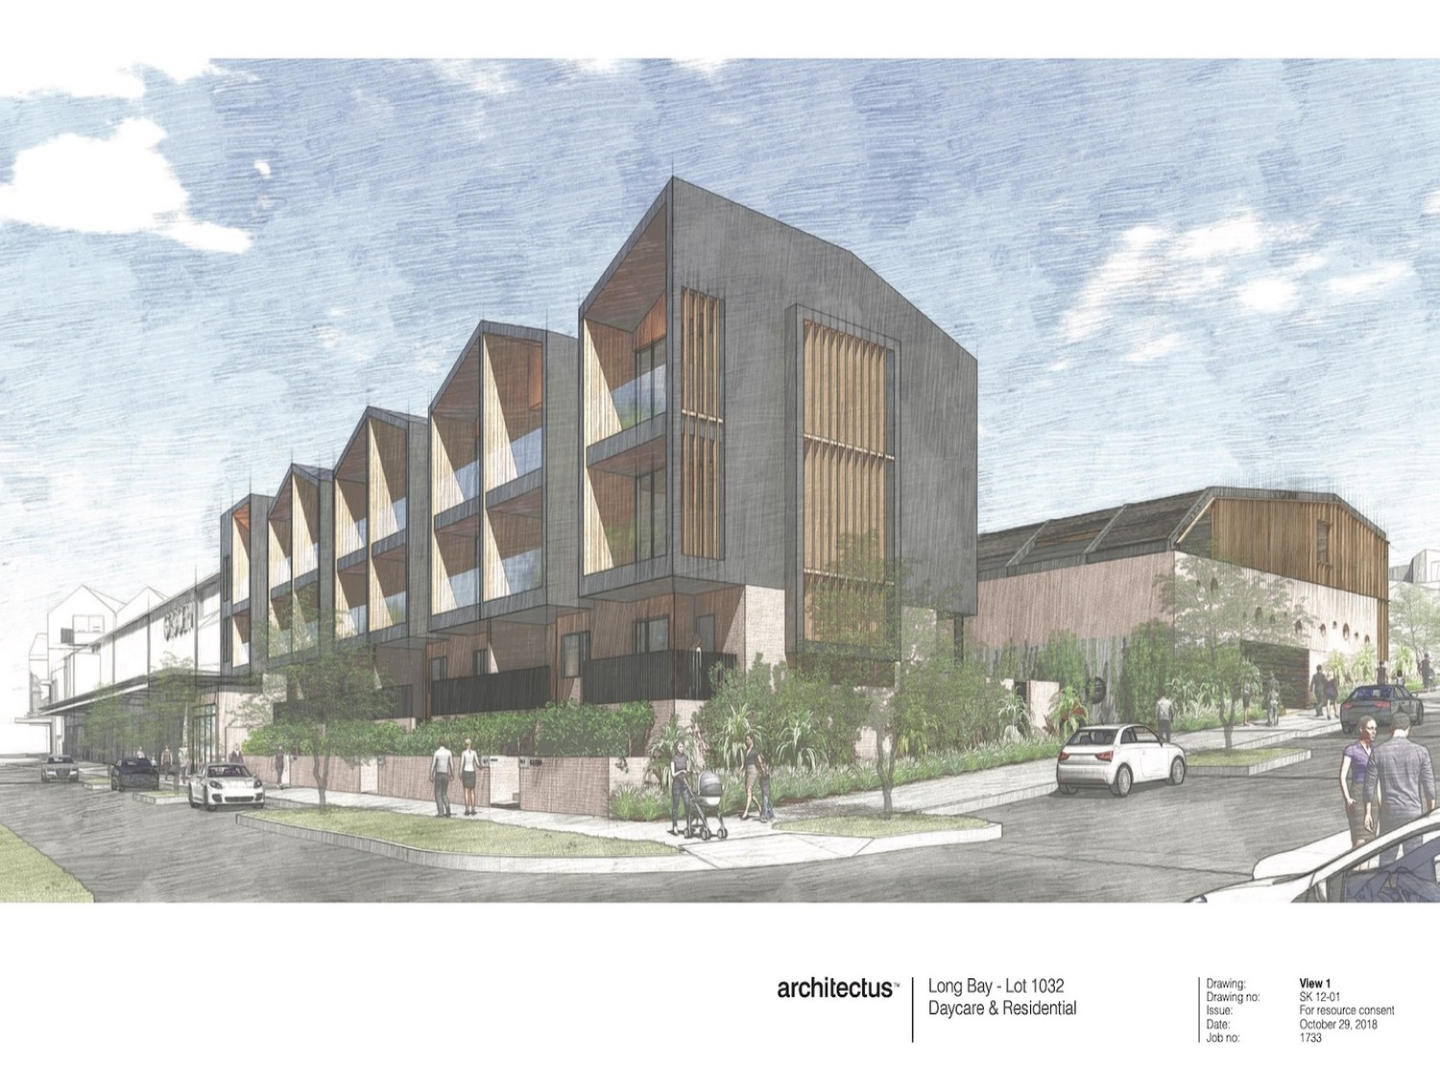 architectus™
Long Bay - Lot 1032
Daycare & Residential
Drawing: View 1
Drawing no: SK 12-01
Issue: For resource consent
Date: October 29, 2018
Job no: 1733